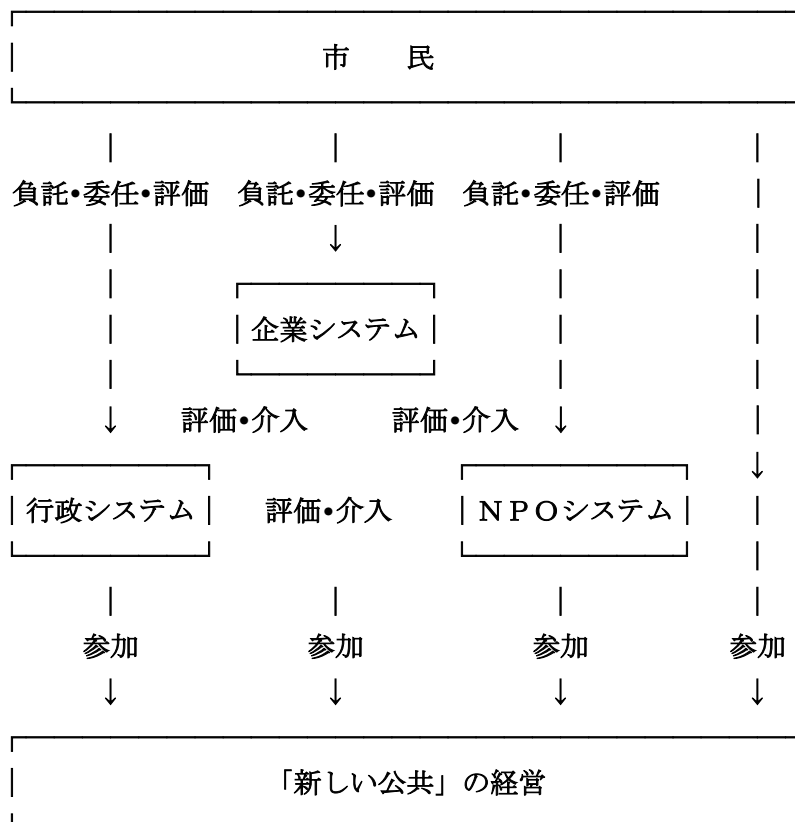 市　　民
負託・委任・評価　負託・委任・評価　負託・委任・評価
企業システム
評価・介入　評価・介入
行政システム　評価・介入　ＮＰＯシステム
参加　参加　参加　参加
「新しい公共」の経営